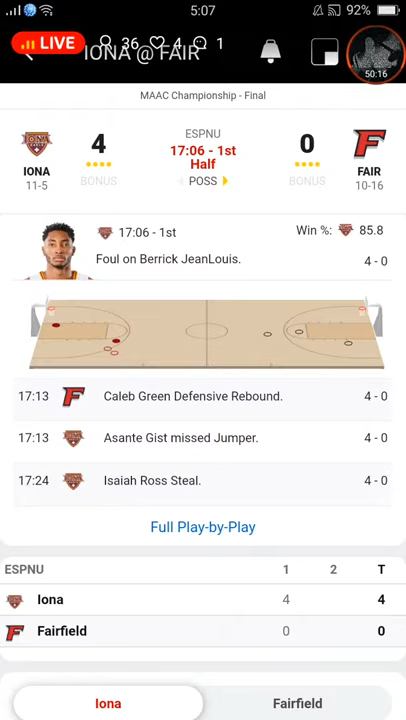 5:07
92%
LIVE
36
4
1
IONA @ FAIR
50:16
MAAC Championship - Final
IONA
11-5
4
BONUS
ESPNU
17:06 - 1st
Half
POSS
0
BONUS
FAIR
10-16
17:06 - 1st
Win %:
85.8
Foul on Berrick JeanLouis.
4 - 0
17:13
Caleb Green Defensive Rebound.
4 - 0
17:13
Asante Gist missed Jumper.
4 - 0
17:24
Isaiah Ross Steal.
4 - 0
Full Play-by-Play
ESPNU 1 2 T
Iona 4 4
Fairfield 0 0
Iona
Fairfield